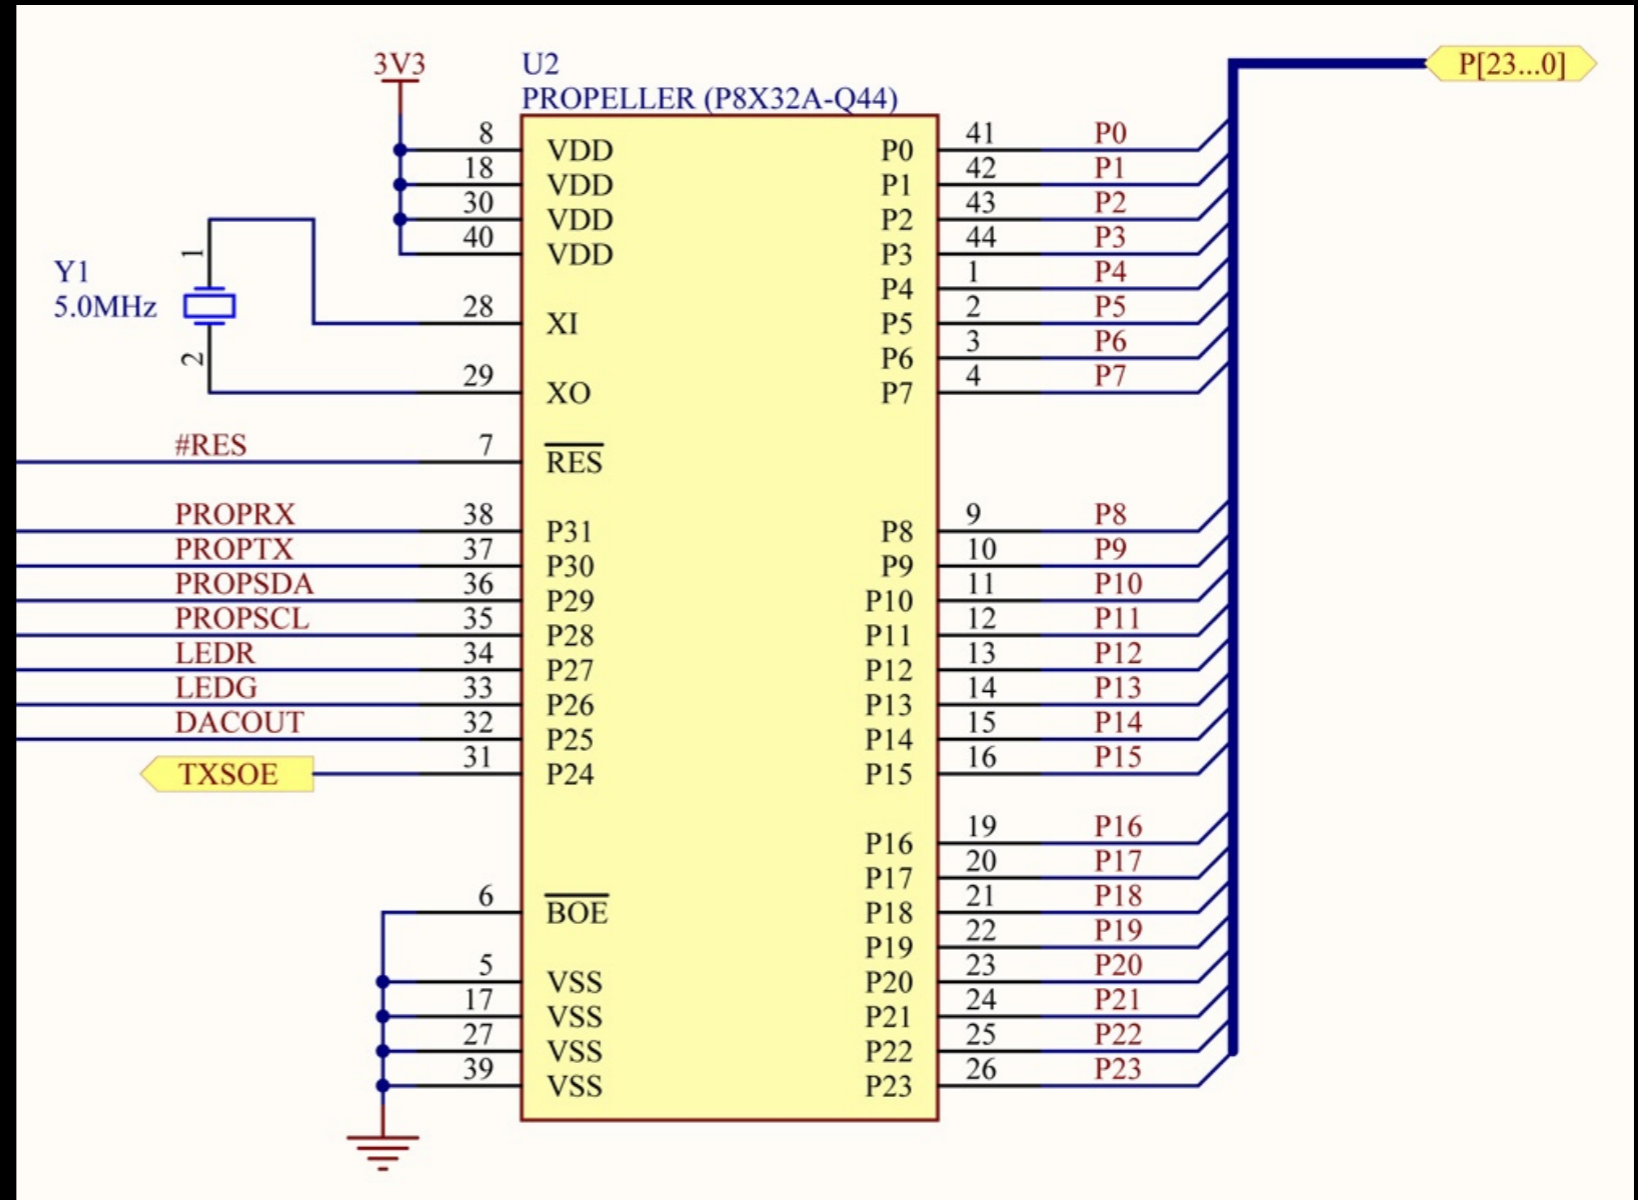 3V3
U2
PROPELLER (P8X32A-Q44)
P[23...0]
8 VDD P0 41 P0
18 VDD P1 42 P1
30 VDD P2 43 P2
40 VDD P3 44 P3
P4 1 P4
Y1
5.0MHz
1
2
28 XI P5 2 P5
P6 3 P6
29 XO P7 4 P7
#RES 7 RES
PROPRX 38 P31 P8 9 P8
PROPTX 37 P30 P9 10 P9
PROPSDA 36 P29 P10 11 P10
PROPSCL 35 P28 P11 12 P11
LEDR 34 P27 P12 13 P12
LEDG 33 P26 P13 14 P13
DACOUT 32 P25 P14 15 P14
TXSOE 31 P24 P15 16 P15
P16 19 P16
P17 20 P17
6 BOE P18 21 P18
P19 22 P19
5 VSS P20 23 P20
17 VSS P21 24 P21
27 VSS P22 25 P22
39 VSS P23 26 P23